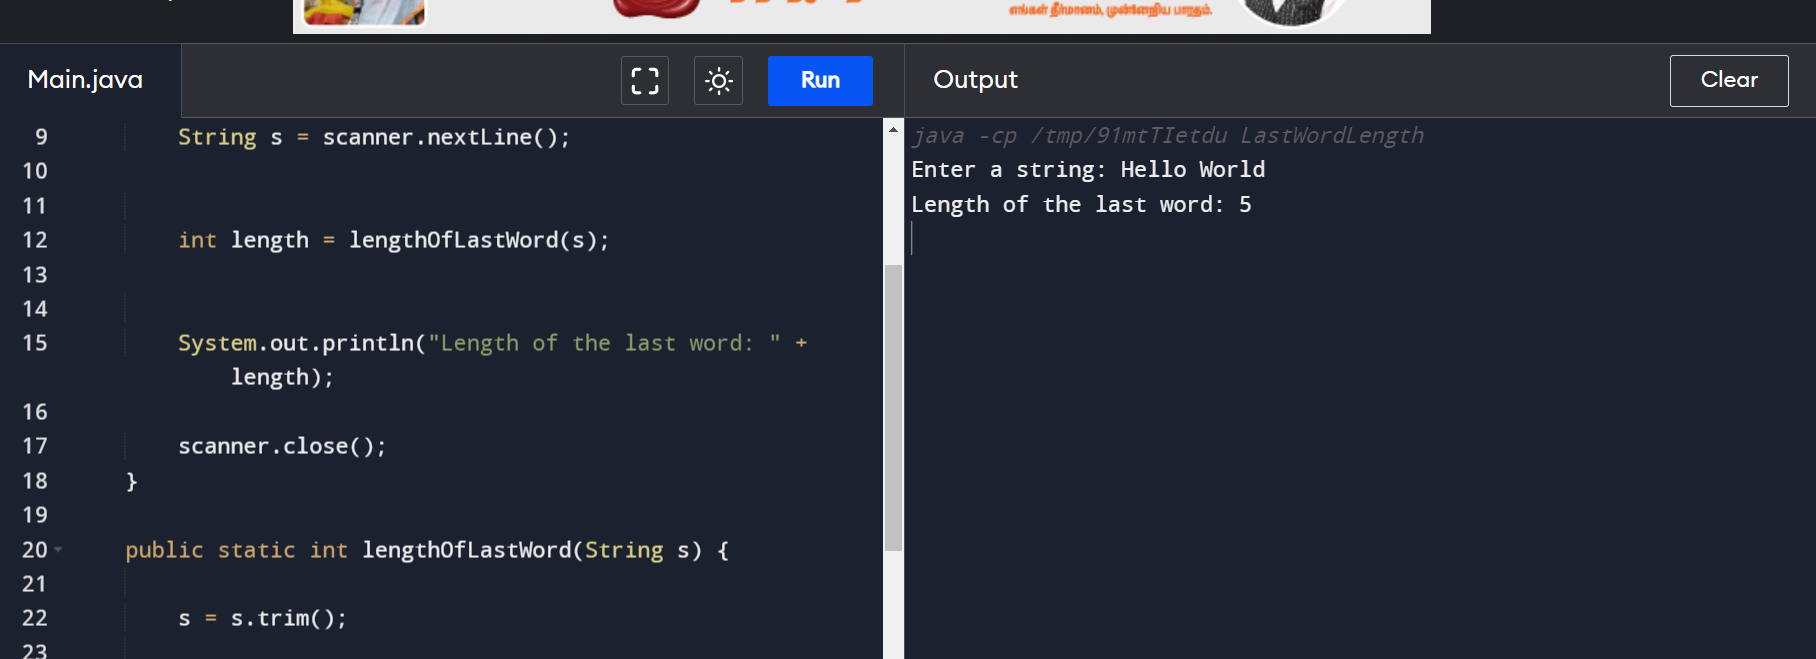 எங்கள் தீர்மானம், முன்னேறிய பாரதம்.
Main.java
Run
Output
Clear
9 String s = scanner.nextLine();
10
11
12 int length = lengthOfLastWord(s);
13
14
15 System.out.println("Length of the last word: " +
length);
16
17 scanner.close();
18 }
19
20 public static int lengthOfLastWord(String s) {
21
22 s = s.trim();
23
java -cp /tmp/91mtTIetdu LastWordLength
Enter a string: Hello World
Length of the last word: 5